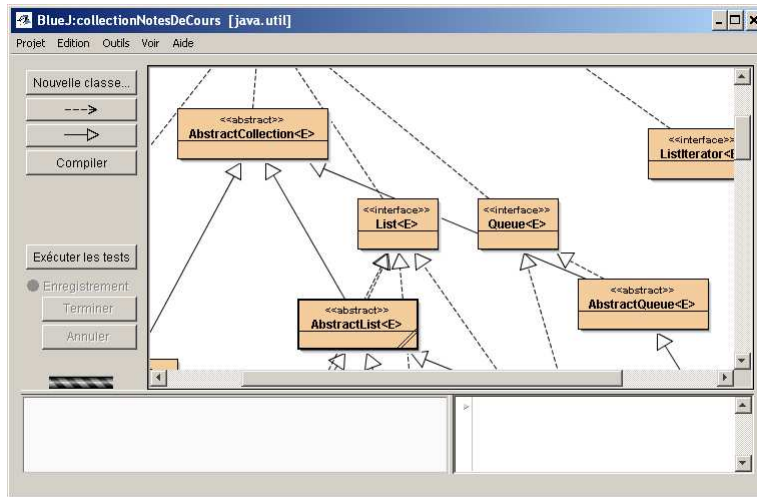 BlueJ:collectionNotesDeCours [java.util]
Projet Edition Outils Voir Aide
Nouvelle classe...
Compiler
Exécuter les tests
Enregistrement
Terminer
Annuler
<<abstract>>
AbstractCollection<E>
<<interface>>
ListIterator<E
<<interface>>
List<E>
<<interface>>
Queue<E>
<<abstract>>
AbstractQueue<E>
<<abstract>>
AbstractList<E>